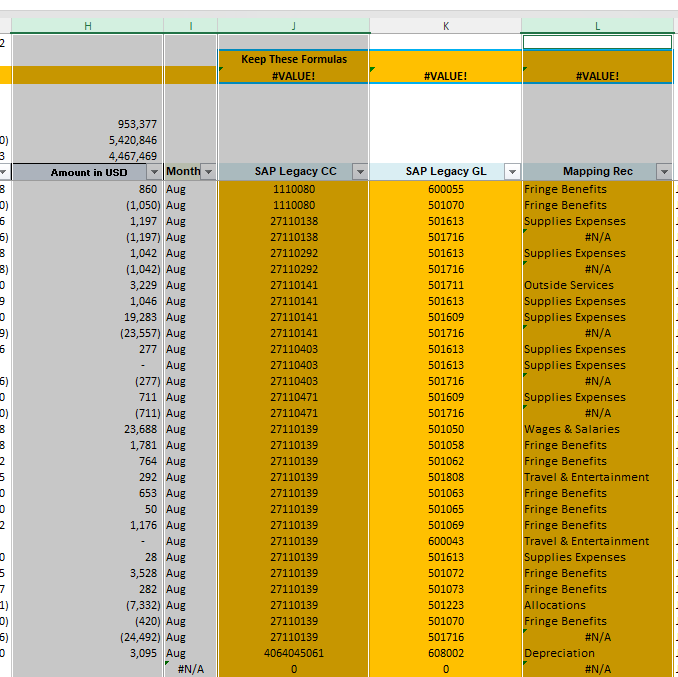 H I J K L
2
Keep These Formulas
#VALUE! #VALUE! #VALUE!
953,377
0) 5,420,846
3 4,467,469
Amount in USD Month SAP Legacy CC SAP Legacy GL Mapping Rec
8 860 Aug 1110080 600055 Fringe Benefits
0) (1,050) Aug 1110080 501070 Fringe Benefits
6 1,197 Aug 27110138 501613 Supplies Expenses
6) (1,197) Aug 27110138 501716 #N/A
8 1,042 Aug 27110292 501613 Supplies Expenses
8) (1,042) Aug 27110292 501716 #N/A
0 3,229 Aug 27110141 501711 Outside Services
9 1,046 Aug 27110141 501613 Supplies Expenses
0 19,283 Aug 27110141 501609 Supplies Expenses
9) (23,557) Aug 27110141 501716 #N/A
6 277 Aug 27110403 501613 Supplies Expenses
- Aug 27110403 501613 Supplies Expenses
6) (277) Aug 27110403 501716 #N/A
0 711 Aug 27110471 501609 Supplies Expenses
0) (711) Aug 27110471 501716 #N/A
8 23,688 Aug 27110139 501050 Wages & Salaries
8 1,781 Aug 27110139 501058 Fringe Benefits
2 764 Aug 27110139 501062 Fringe Benefits
5 292 Aug 27110139 501808 Travel & Entertainment
0 653 Aug 27110139 501063 Fringe Benefits
0 50 Aug 27110139 501065 Fringe Benefits
2 1,176 Aug 27110139 501069 Fringe Benefits
- Aug 27110139 600043 Travel & Entertainment
0 28 Aug 27110139 501613 Supplies Expenses
5 3,528 Aug 27110139 501072 Fringe Benefits
7 282 Aug 27110139 501073 Fringe Benefits
1) (7,332) Aug 27110139 501223 Allocations
0) (420) Aug 27110139 501070 Fringe Benefits
6) (24,492) Aug 27110139 501716 #N/A
0 3,095 Aug 4064045061 608002 Depreciation
#N/A 0 0 #N/A